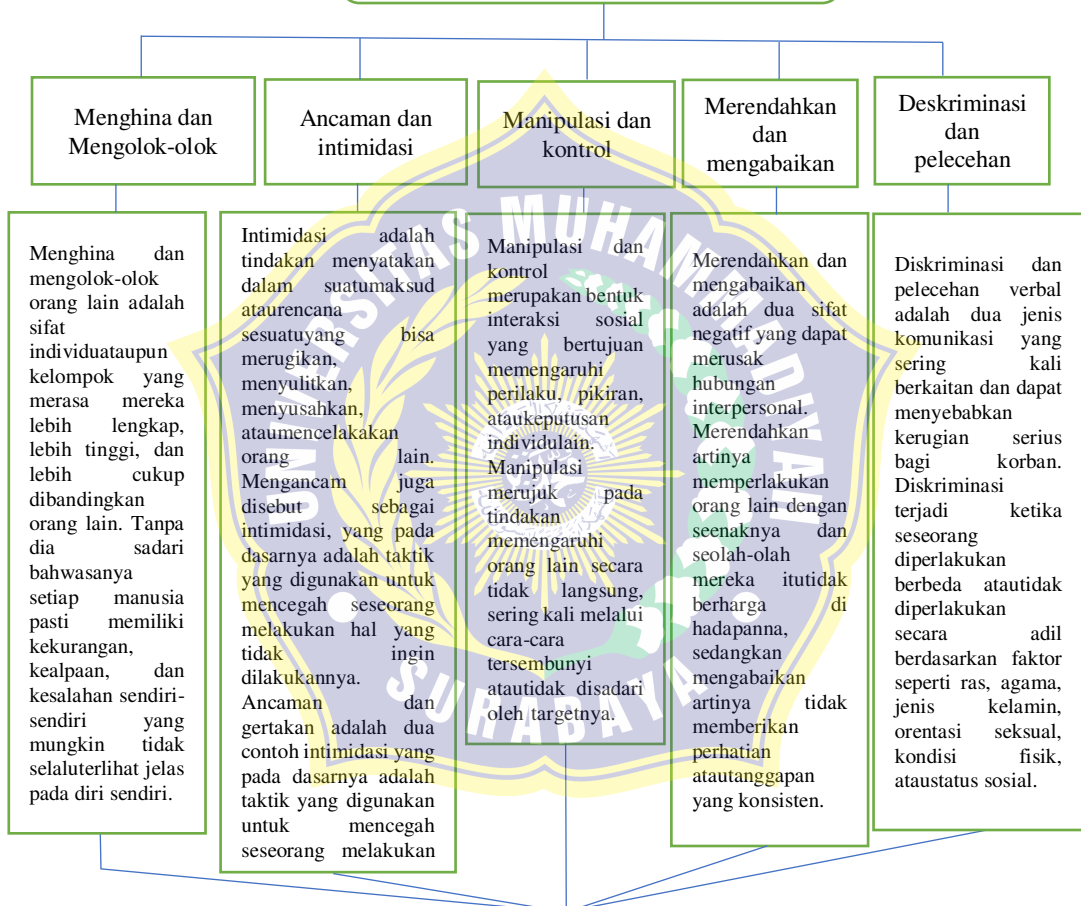 Menghina dan
Mengolok-olok
Ancaman dan
intimidasi
Manipulasi dan
kontrol
Merendahkan
dan
mengabaikan
Deskriminasi
dan
pelecehan
Menghina dan
mengolok-olok
orang lain adalah
sifat
individuataupun
kelompok yang
merasa mereka
lebih lengkap,
lebih tinggi, dan
lebih cukup
dibandingkan
orang lain. Tanpa
dia sadari
bahwasanya
setiap manusia
pasti memiliki
kekurangan,
kealpaan, dan
kesalahan sendiri-
sendiri yang
mungkin tidak
selaluterlihat jelas
pada diri sendiri.
Intimidasi adalah
tindakan menyatakan
dalam suatumaksud
ataurencana
sesuatuyang bisa
merugikan,
menyulitkan,
menyusahkan,
ataumencelakakan
orang lain.
Mengancam juga
disebut sebagai
intimidasi, yang pada
dasarnya adalah taktik
yang digunakan untuk
mencegah seseorang
melakukan hal yang
tidak ingin
dilakukannya.
Ancaman dan
gertakan adalah dua
contoh intimidasi yang
pada dasarnya adalah
taktik yang digunakan
untuk mencegah
seseorang melakukan
Manipulasi dan
kontrol
merupakan bentuk
interaksi sosial
yang bertujuan
memengaruhi
perilaku, pikiran,
ataukeputusan
individulain.
Manipulasi
merujuk pada
tindakan
memengaruhi
orang lain secara
tidak langsung,
sering kali melalui
cara-cara
tersembunyi
atautidak disadari
oleh targetnya.
Merendahkan dan
mengabaikan
adalah dua sifat
negatif yang dapat
merusak
hubungan
interpersonal.
Merendahkan
artinya
memperlakukan
orang lain dengan
seenaknya dan
seolah-olah
mereka itutidak
berharga di
hadapanna,
sedangkan
mengabaikan
artinya tidak
memberikan
perhatian
atautanggapan
yang konsisten.
Diskriminasi dan
pelecehan verbal
adalah dua jenis
komunikasi yang
sering kali
berkaitan dan dapat
menyebabkan
kerugian serius
bagi korban.
Diskriminasi
terjadi ketika
seseorang
diperlakukan
berbeda atautidak
diperlakukan
secara adil
berdasarkan faktor
seperti ras, agama,
jenis kelamin,
orentasi seksual,
kondisi fisik,
ataustatus sosial.
UNIVERSITAS MUHAMMADIYAH
SURABAYA